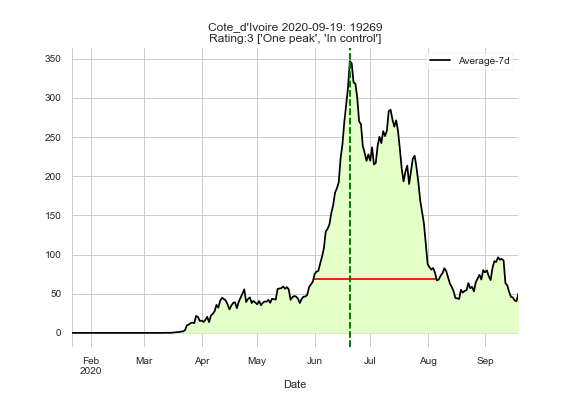 Cote_d'Ivoire 2020-09-19: 19269
Rating:3 ['One peak', 'In control']
Average-7d
350
300
250
200
150
100
50
0
Feb Mar Apr May Jun Jul Aug Sep
2020
Date